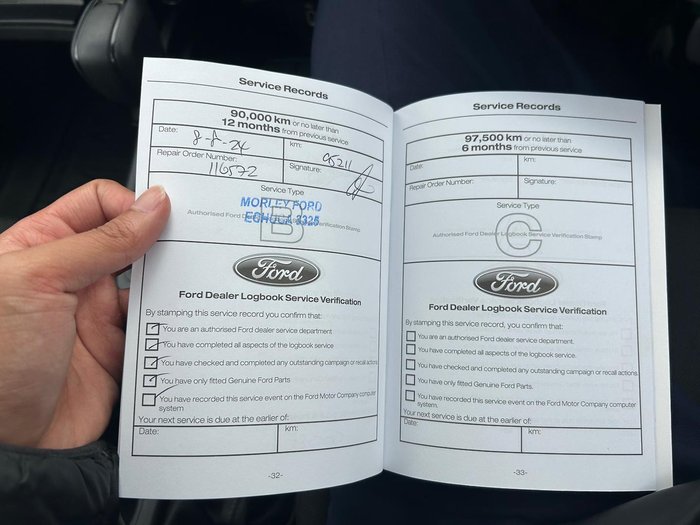 Service Records
90,000 km or no later than
12 months from previous service
Date: 8-8-24
km: 95211
Repair Order Number: 116572
Signature:
Service Type
B
MORLEY FORD
ECHUCA 3325
Authorised Ford Dealer Logbook Service Verification Stamp
Ford
Ford Dealer Logbook Service Verification
By stamping this service record you confirm that:
You are an authorised Ford dealer service department
You have completed all aspects of the logbook service
You have checked and completed any outstanding campaign or recall actions
You have only fitted Genuine Ford Parts
You have recorded this service event on the Ford Motor Company computer
system
Your next service is due at the earlier of:
Date:
km:
-32-
Service Records
97,500 km or no later than
6 months from previous service
Date:
km:
Repair Order Number:
Signature:
Service Type
C
Authorised Ford Dealer Logbook Service Verification Stamp
Ford
Ford Dealer Logbook Service Verification
By stamping this service record, you confirm that:
You are an authorised Ford dealer service department.
You have completed all aspects of the logbook service.
You have checked and completed any outstanding campaign or recall actions.
You have only fitted Genuine Ford Parts.
You have recorded this service event on the Ford Motor Company computer
system
Your next service is due at the earlier of:
Date:
km:
-33-